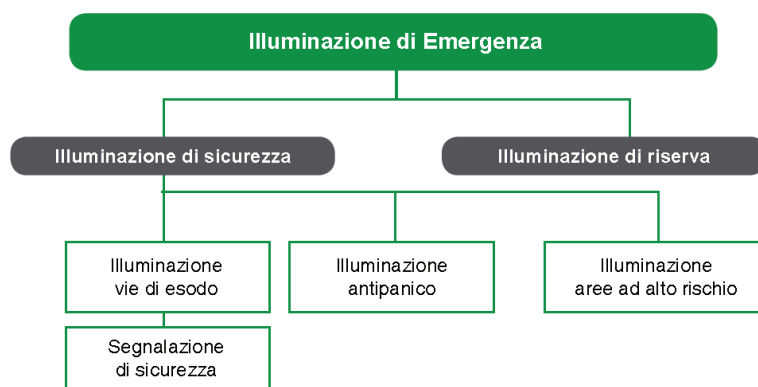 Illuminazione di Emergenza
Illuminazione di sicurezza
Illuminazione di riserva
Illuminazione
vie di esodo
Illuminazione
antipanico
Illuminazione
aree ad alto rischio
Segnalazione
di sicurezza